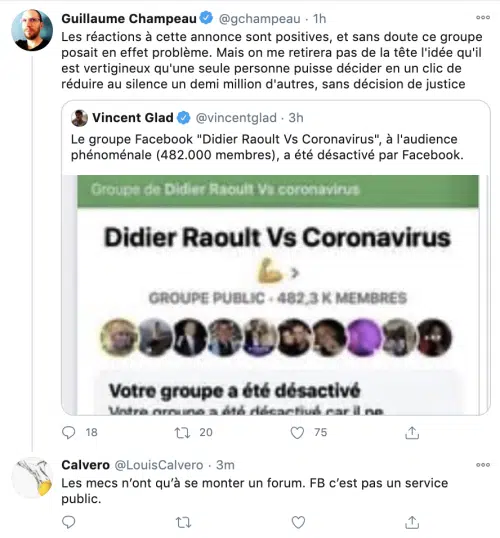 Guillaume Champeau @gchampeau · 1h
Les réactions à cette annonce sont positives, et sans doute ce groupe
posait en effet problème. Mais on me retirera pas de la tête l'idée qu'il
est vertigineux qu'une seule personne puisse décider en un clic de
réduire au silence un demi million d'autres, sans décision de justice
Vincent Glad @vincentglad · 3h
Le groupe Facebook "Didier Raoult Vs Coronavirus", à l'audience
phénoménale (482.000 membres), a été désactivé par Facebook.
Groupe de Didier Raoult Vs coronavirus
Didier Raoult Vs Coronavirus
💪 ›
GROUPE PUBLIC · 482,3 K MEMBRES
Votre groupe a été désactivé
Votre groupe a été désactivé car il ne
18 20 75
Calvero @LouisCalvero · 3m
Les mecs n’ont qu’à se monter un forum. FB c’est pas un service
public.